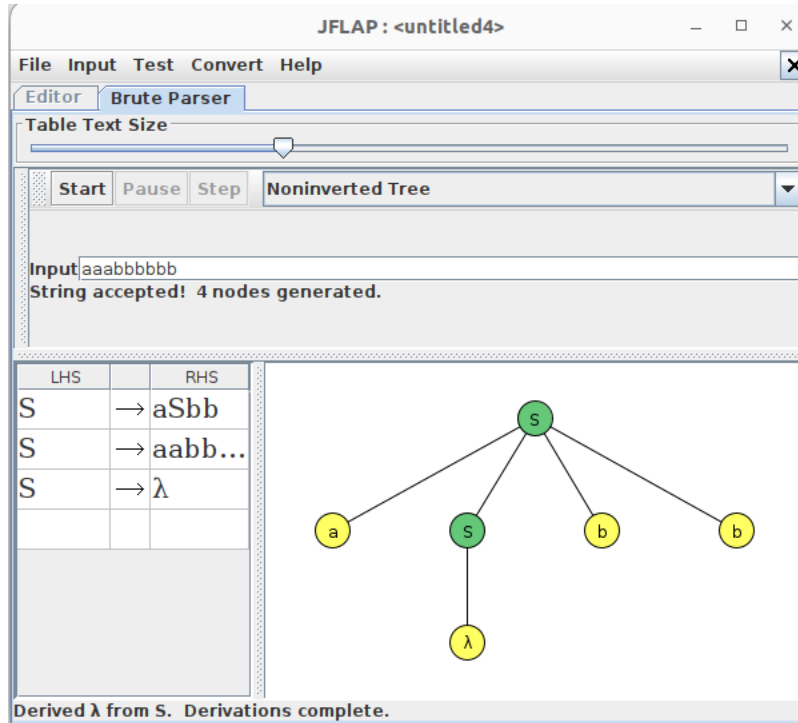 JFLAP : <untitled4>
File Input Test Convert Help
Editor Brute Parser
Table Text Size
Start Pause Step Noninverted Tree
Input aaabbbbbb
String accepted! 4 nodes generated.
LHS RHS
S → aSbb
S → aabb...
S → λ
S
a S b b
λ
Derived λ from S. Derivations complete.